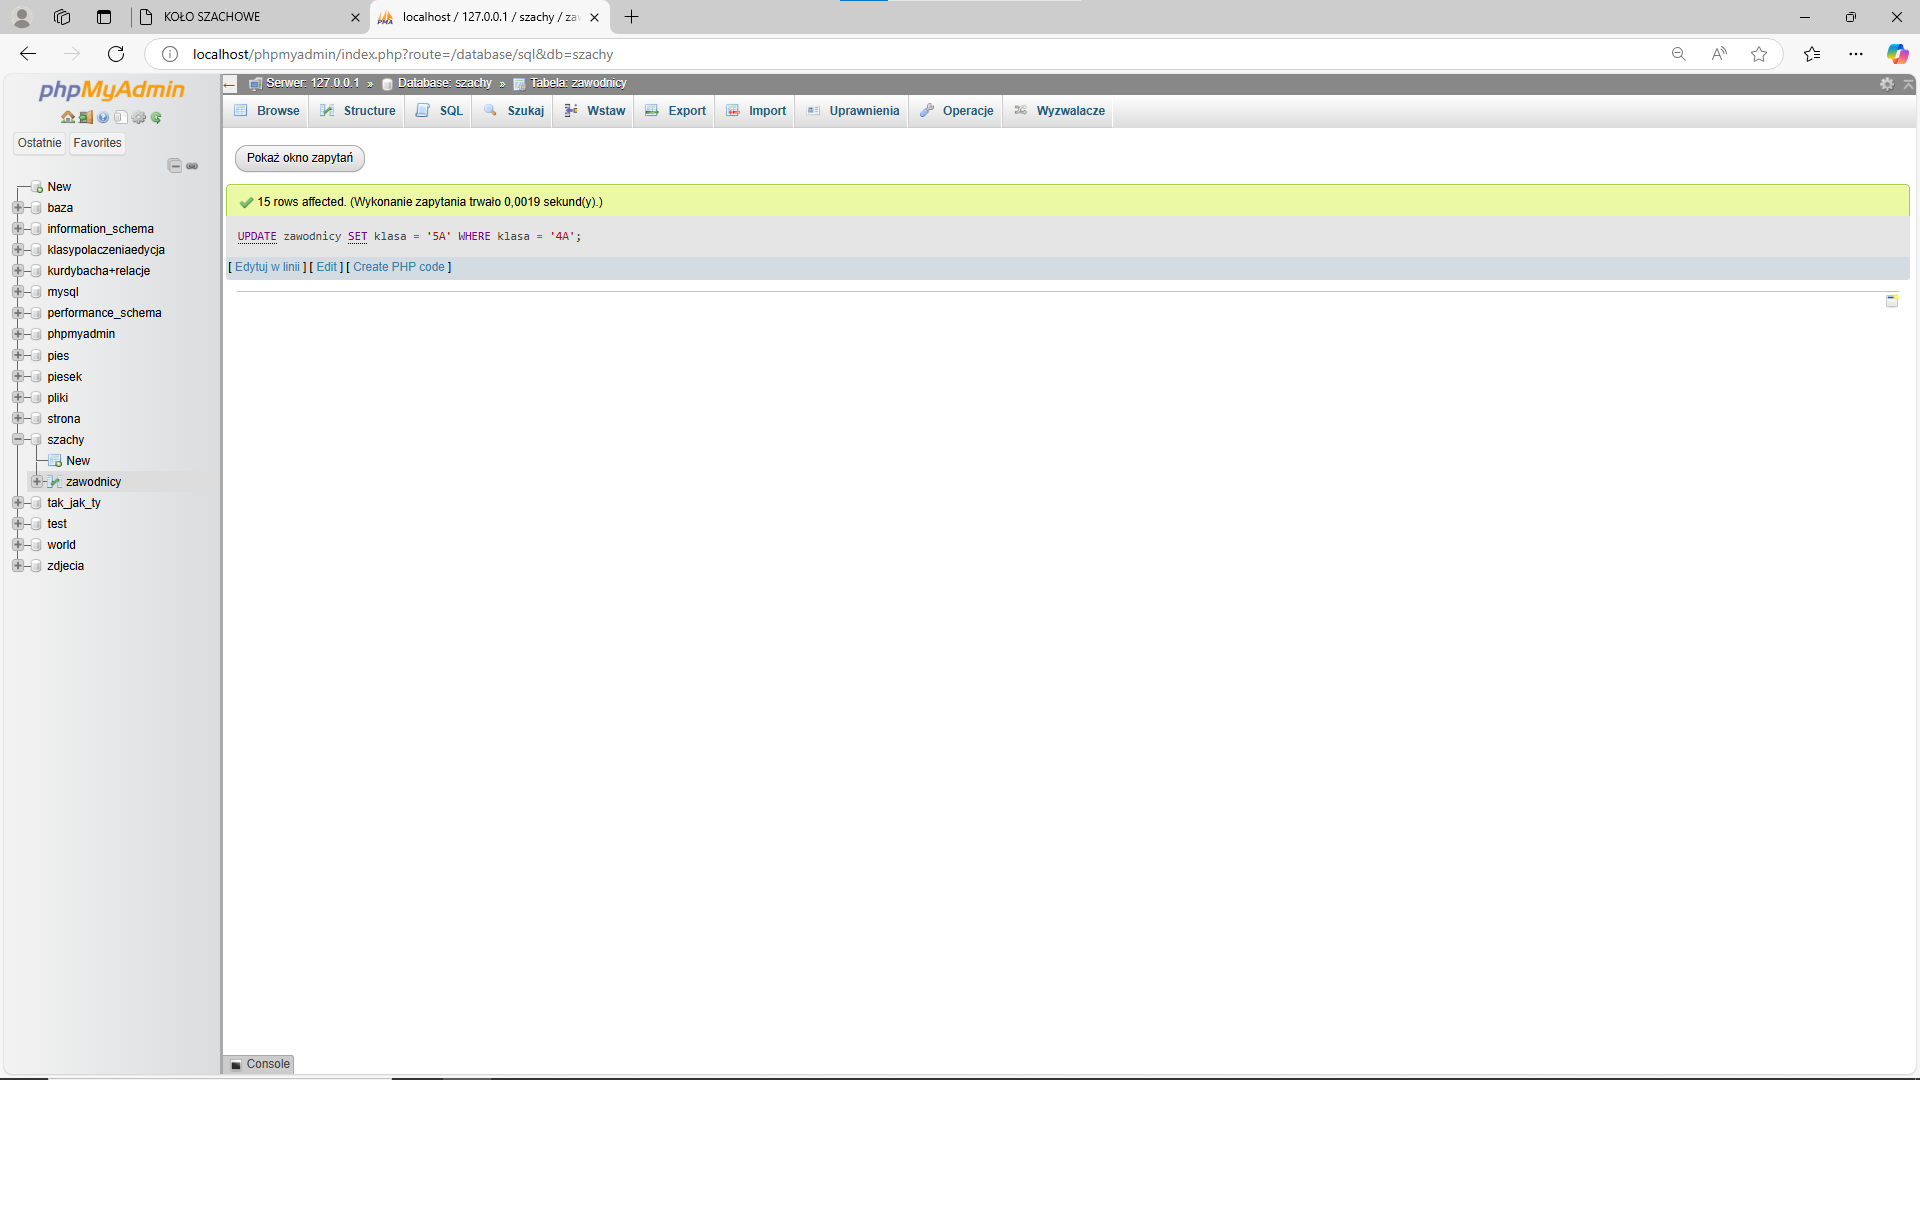 KOŁO SZACHOWE
localhost / 127.0.0.1 / szachy / za
localhost/phpmyadmin/index.php?route=/database/sql&db=szachy
phpMyAdmin
Ostatnie
Favorites
New
baza
information_schema
klasypolaczeniaedycja
kurdybacha+relacje
mysql
performance_schema
phpmyadmin
pies
piesek
pliki
strona
szachy
New
zawodnicy
tak_jak_ty
test
world
zdjecia
Serwer: 127.0.0.1 » Database: szachy » Tabela: zawodnicy
Browse Structure SQL Szukaj Wstaw Export Import Uprawnienia Operacje Wyzwalacze
Pokaż okno zapytań
15 rows affected. (Wykonanie zapytania trwało 0,0019 sekund(y).)
UPDATE zawodnicy SET klasa = '5A' WHERE klasa = '4A';
[ Edytuj w linii ] [ Edit ] [ Create PHP code ]
Console